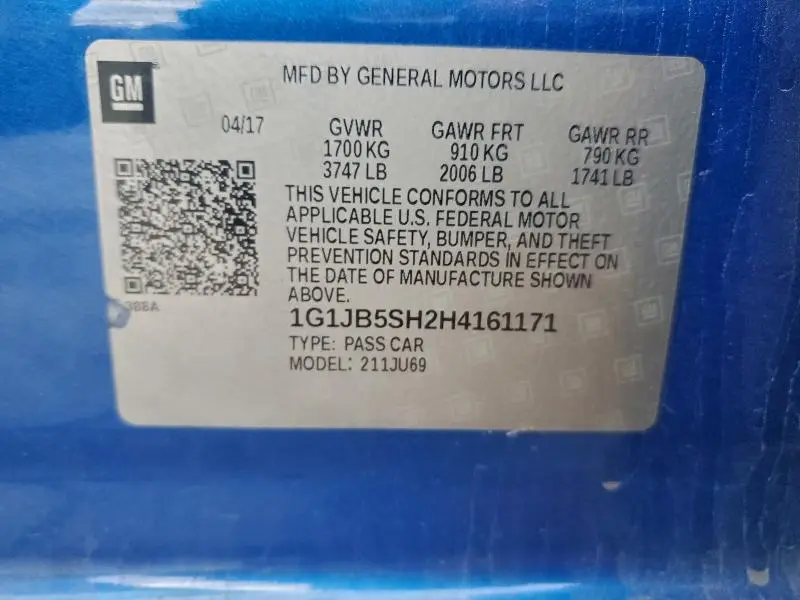 GM
MFD BY GENERAL MOTORS LLC
04/17 GVWR GAWR FRT GAWR RR
1700 KG 910 KG 790 KG
3747 LB 2006 LB 1741 LB
THIS VEHICLE CONFORMS TO ALL
APPLICABLE U.S. FEDERAL MOTOR
VEHICLE SAFETY, BUMPER, AND THEFT
PREVENTION STANDARDS IN EFFECT ON
THE DATE OF MANUFACTURE SHOWN
ABOVE.
1G1JB5SH2H4161171
TYPE: PASS CAR
MODEL: 211JU69